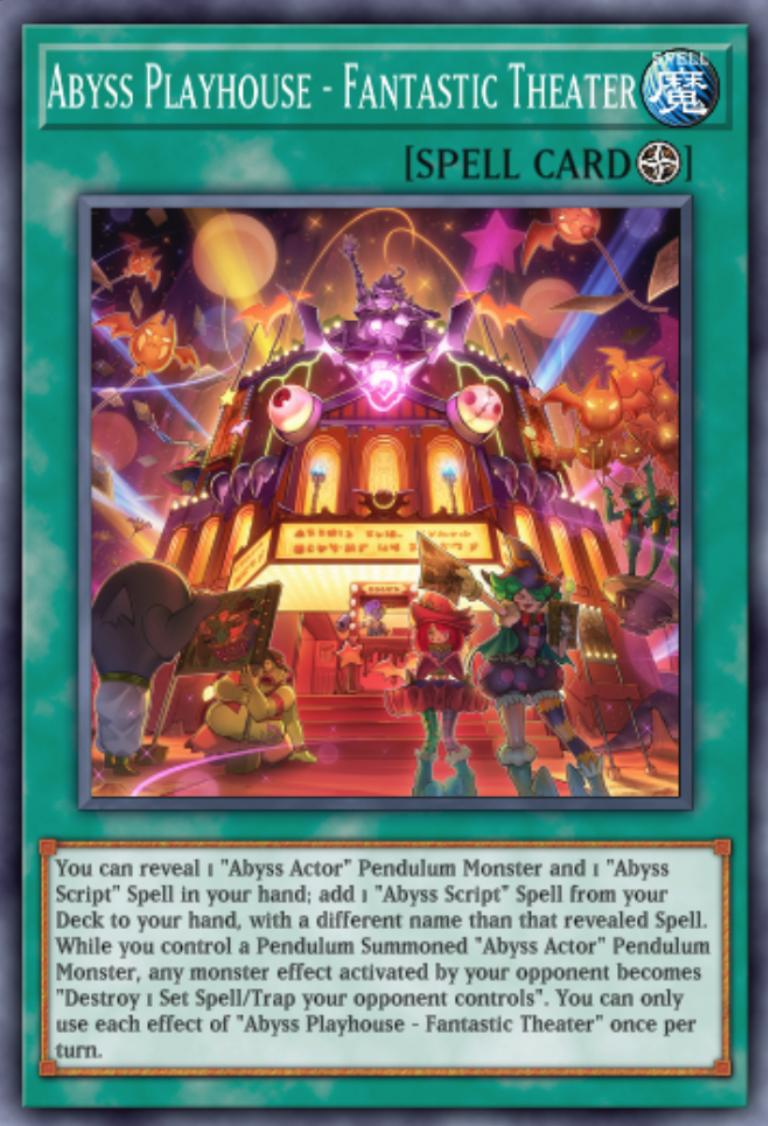 ABYSS PLAYHOUSE - FANTASTIC THEATER
SPELL
魔
[SPELL CARD]
You can reveal 1 "Abyss Actor" Pendulum Monster and 1 "Abyss
Script" Spell in your hand; add 1 "Abyss Script" Spell from your
Deck to your hand, with a different name than that revealed Spell.
While you control a Pendulum Summoned "Abyss Actor" Pendulum
Monster, any monster effect activated by your opponent becomes
"Destroy 1 Set Spell/Trap your opponent controls". You can only
use each effect of "Abyss Playhouse - Fantastic Theater" once per
turn.